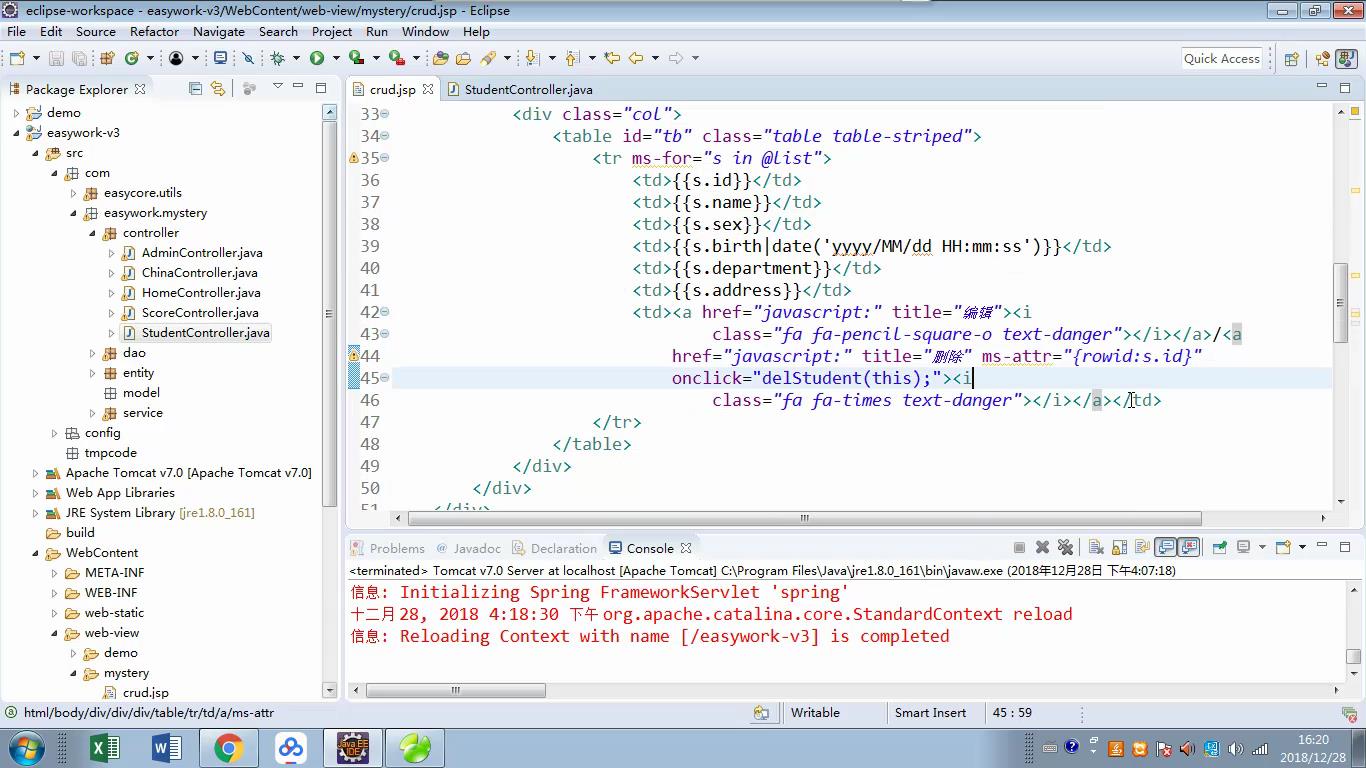 eclipse-workspace - easywork-v3/WebContent/web-view/mystery/crud.jsp - Eclipse
File Edit Source Refactor Navigate Search Project Run Window Help
Quick Access
Package Explorer
demo
easywork-v3
src
com
easycore.utils
easywork.mystery
controller
AdminController.java
ChinaController.java
HomeController.java
ScoreController.java
StudentController.java
dao
entity
model
service
config
tmpcode
Apache Tomcat v7.0 [Apache Tomcat v7.0]
Web App Libraries
JRE System Library [jre1.8.0_161]
build
WebContent
META-INF
WEB-INF
web-static
web-view
demo
mystery
crud.jsp
crud.jsp StudentController.java
33 <div class="col">
34 <table id="tb" class="table table-striped">
35 <tr ms-for="s in @list">
36 <td>{{s.id}}</td>
37 <td>{{s.name}}</td>
38 <td>{{s.sex}}</td>
39 <td>{{s.birth|date('yyyy/MM/dd HH:mm:ss')}}</td>
40 <td>{{s.department}}</td>
41 <td>{{s.address}}</td>
42 <td><a href="javascript:" title="编辑"><i
43 class="fa fa-pencil-square-o text-danger"></i></a>/<a
44 href="javascript:" title="删除" ms-attr="{rowid:s.id}"
45 onclick="delStudent(this);"><i
46 class="fa fa-times text-danger"></i></a></td>
47 </tr>
48 </table>
49 </div>
50 </div>
51 </div>
Problems Javadoc Declaration Console
<terminated> Tomcat v7.0 Server at localhost [Apache Tomcat] C:\Program Files\Java\jre1.8.0_161\bin\javaw.exe (2018年12月28日 下午4:07:18)
信息: Initializing Spring FrameworkServlet 'spring'
十二月 28, 2018 4:18:30 下午 org.apache.catalina.core.StandardContext reload
信息: Reloading Context with name [/easywork-v3] is completed
html/body/div/div/div/table/tr/td/a/ms-attr Writable Smart Insert 45 : 59
16:20
2018/12/28